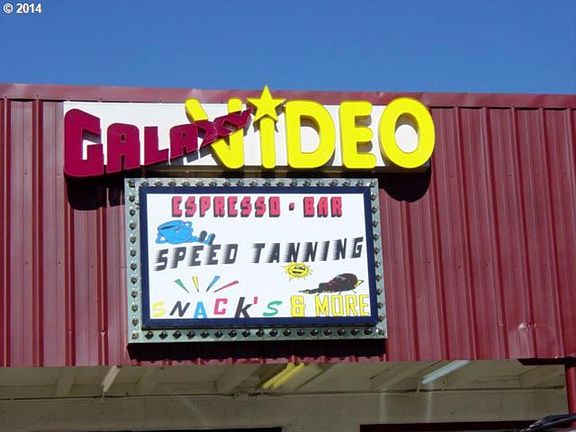 © 2014
GALAXY VIDEO
ESPRESSO - BAR
SPEED TANNING
SNACK'S & MORE